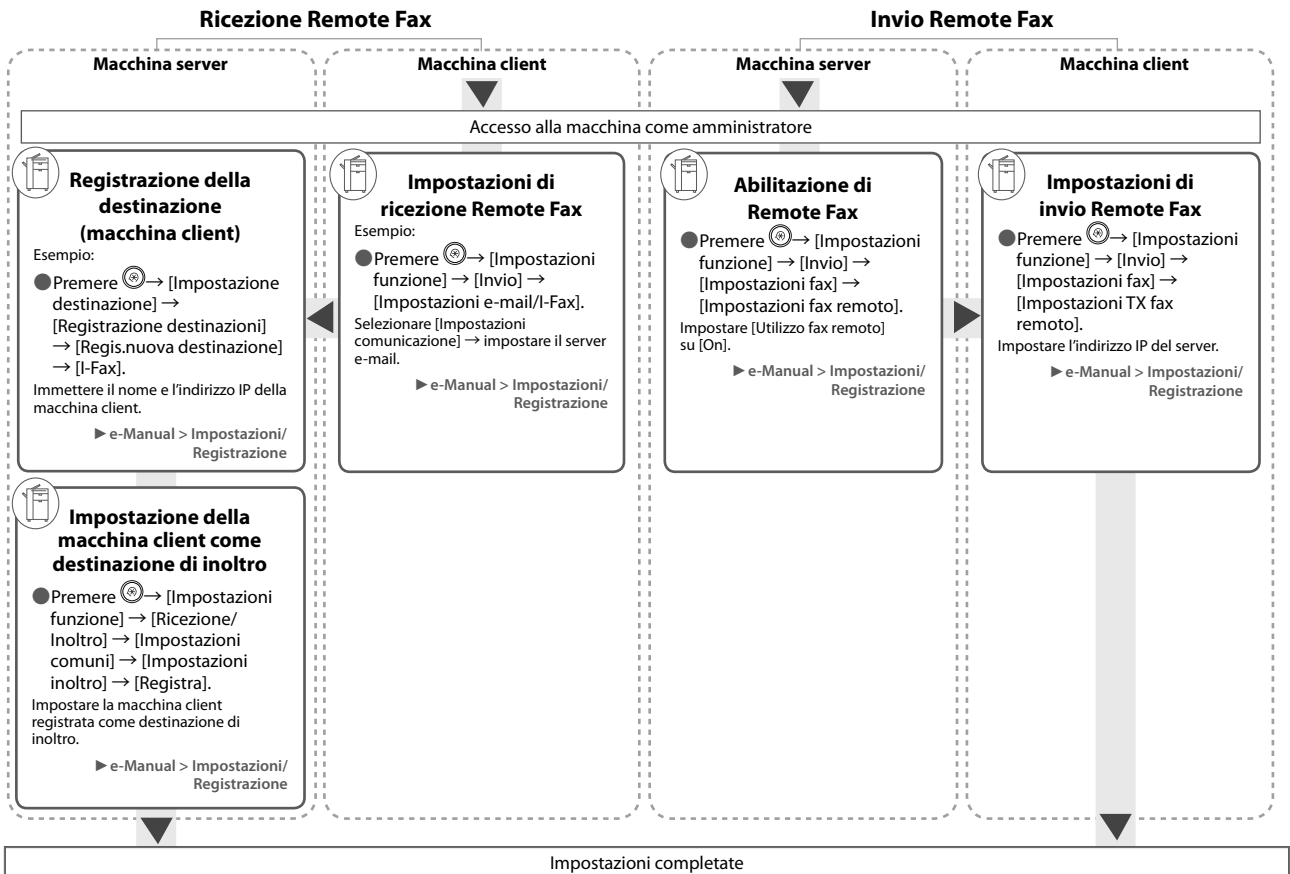 Ricezione Remote Fax
Invio Remote Fax
Macchina server
Macchina client
Macchina server
Macchina client
Accesso alla macchina come amministratore
Registrazione della
destinazione
(macchina client)
Esempio:
●Premere → [Impostazione
destinazione] →
[Registrazione destinazioni]
→ [Regis.nuova destinazione]
→ [I-Fax].
Immettere il nome e l'indirizzo IP della
macchina client.
► e-Manual > Impostazioni/
Registrazione
Impostazione della
macchina client come
destinazione di inoltro
●Premere → [Impostazioni
funzione] → [Ricezione/
Inoltro] → [Impostazioni
comuni] → [Impostazioni
inoltro] → [Registra].
Impostare la macchina client
registrata come destinazione di
inoltro.
► e-Manual > Impostazioni/
Registrazione
Impostazioni di
ricezione Remote Fax
Esempio:
●Premere → [Impostazioni
funzione] → [Invio] →
[Impostazioni e-mail/I-Fax].
Selezionare [Impostazioni
comunicazione] → impostare il server
e-mail.
► e-Manual > Impostazioni/
Registrazione
Abilitazione di
Remote Fax
●Premere → [Impostazioni
funzione] → [Invio] →
[Impostazioni fax] →
[Impostazioni fax remoto].
Impostare [Utilizzo fax remoto]
su [On].
► e-Manual > Impostazioni/
Registrazione
Impostazioni di
invio Remote Fax
●Premere → [Impostazioni
funzione] → [Invio] →
[Impostazioni fax] →
[Impostazioni TX fax
remoto].
Impostare l'indirizzo IP del server.
► e-Manual > Impostazioni/
Registrazione
Impostazioni completate